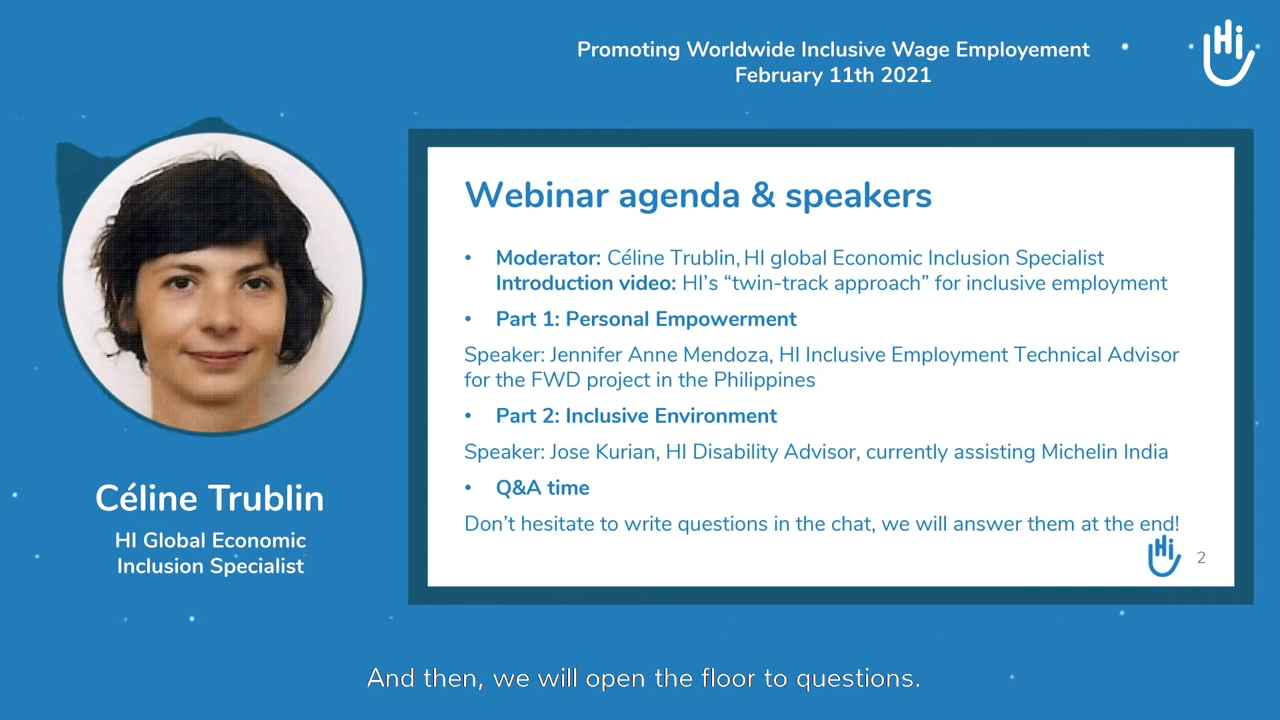 Promoting Worldwide Inclusive Wage Employement
February 11th 2021
Hi
Céline Trublin
HI Global Economic
Inclusion Specialist
Webinar agenda & speakers
• Moderator: Céline Trublin, HI global Economic Inclusion Specialist
Introduction video: HI’s “twin-track approach” for inclusive employment
• Part 1: Personal Empowerment
Speaker: Jennifer Anne Mendoza, HI Inclusive Employment Technical Advisor
for the FWD project in the Philippines
• Part 2: Inclusive Environment
Speaker: Jose Kurian, HI Disability Advisor, currently assisting Michelin India
• Q&A time
Don’t hesitate to write questions in the chat, we will answer them at the end!
Hi
2
And then, we will open the floor to questions.